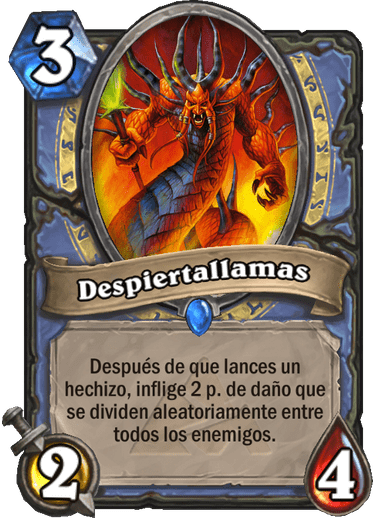 3
Despiertallamas
Después de que lances un
hechizo, inflige 2 p. de daño que
se dividen aleatoriamente entre
todos los enemigos.
2
4